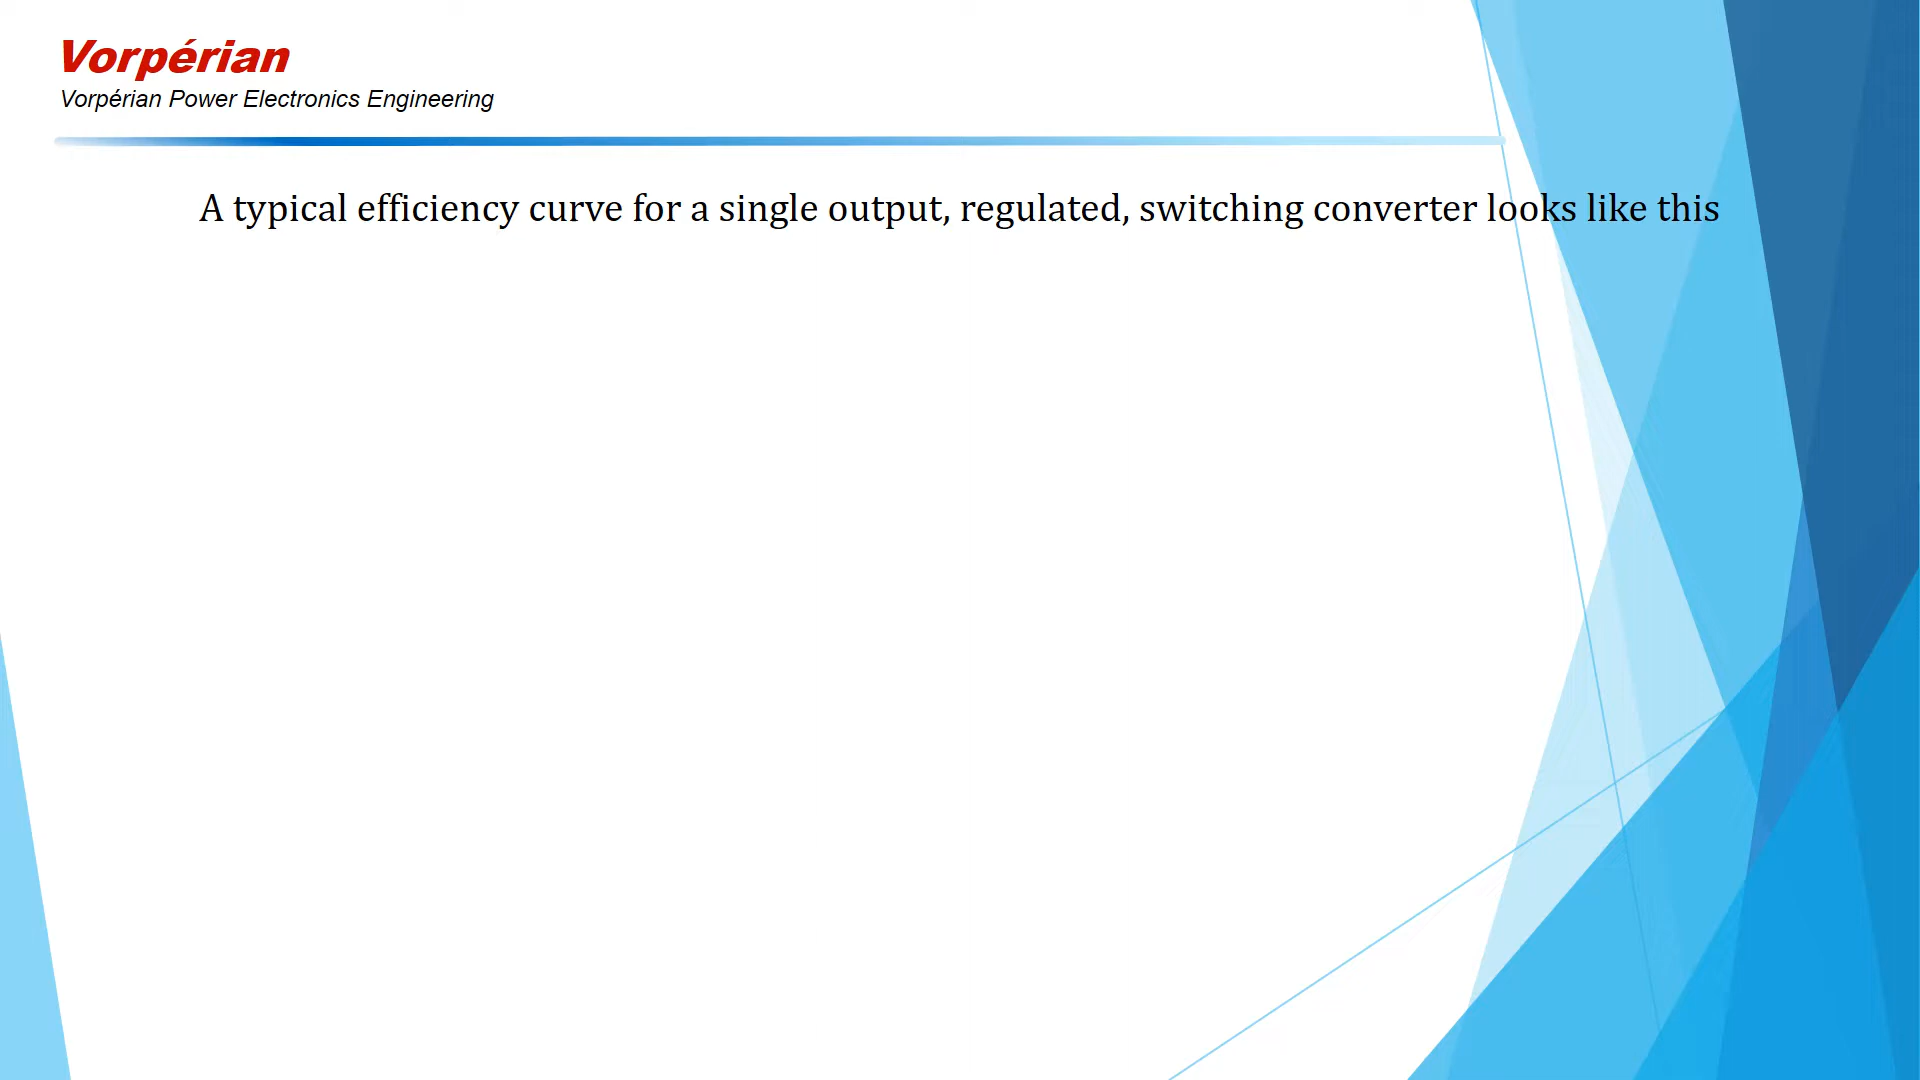 Vorpérian
Vorpérian Power Electronics Engineering
A typical efficiency curve for a single output, regulated, switching converter looks like this